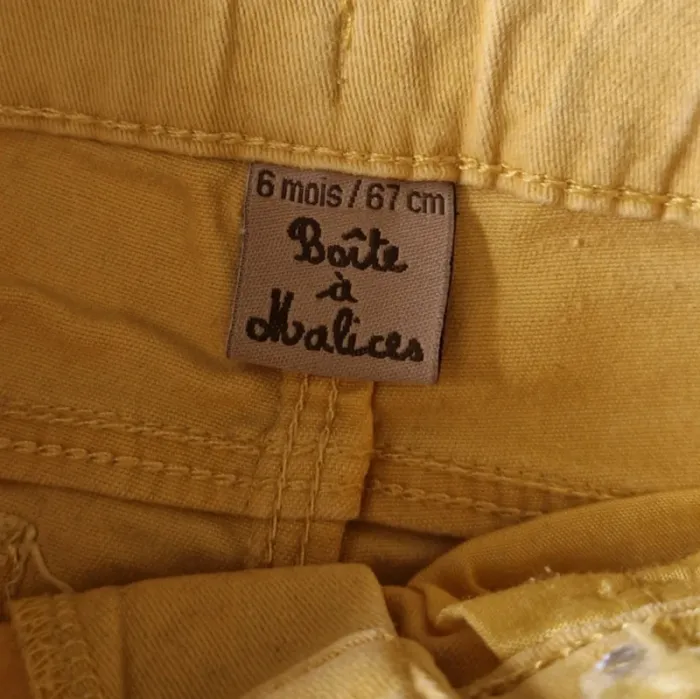 6 mois / 67 cm
Boîte
à
Malices